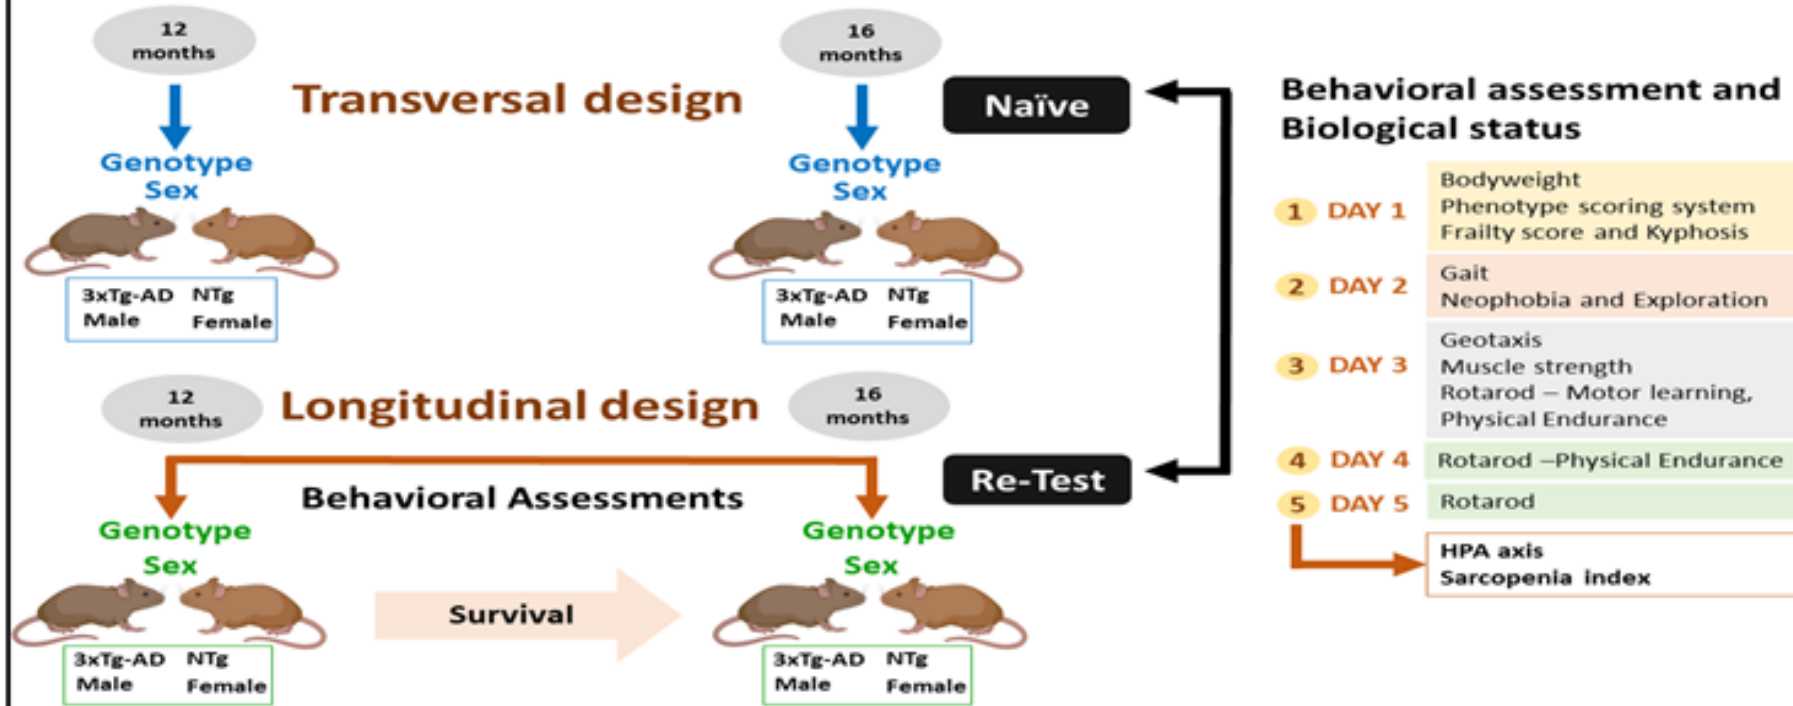 12
months
16
months
Transversal design
Naïve
Genotype
Sex
Genotype
Sex
3xTg-AD NTg
Male Female
3xTg-AD NTg
Male Female
12
months
Longitudinal design
16
months
Behavioral Assessments
Re-Test
Genotype
Sex
Genotype
Sex
Survival
3xTg-AD NTg
Male Female
3xTg-AD NTg
Male Female
Behavioral assessment and
Biological status
1 DAY 1
Bodyweight
Phenotype scoring system
Frailty score and Kyphosis
2 DAY 2
Gait
Neophobia and Exploration
3 DAY 3
Geotaxis
Muscle strength
Rotarod – Motor learning,
Physical Endurance
4 DAY 4 Rotarod –Physical Endurance
5 DAY 5 Rotarod
HPA axis
Sarcopenia index